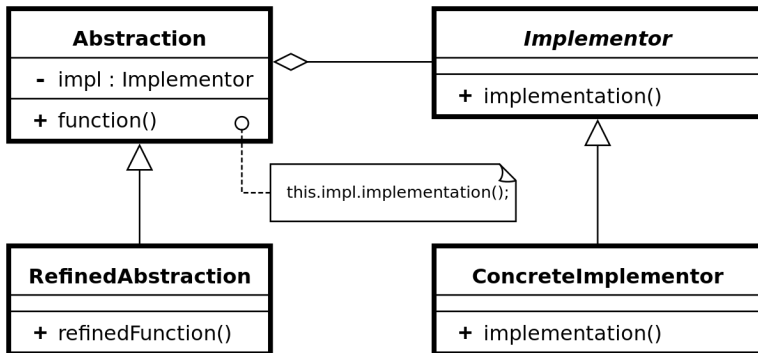 Abstraction
- impl : Implementor
+ function()
Implementor
+ implementation()
this.impl.implementation();
RefinedAbstraction
+ refinedFunction()
ConcreteImplementor
+ implementation()